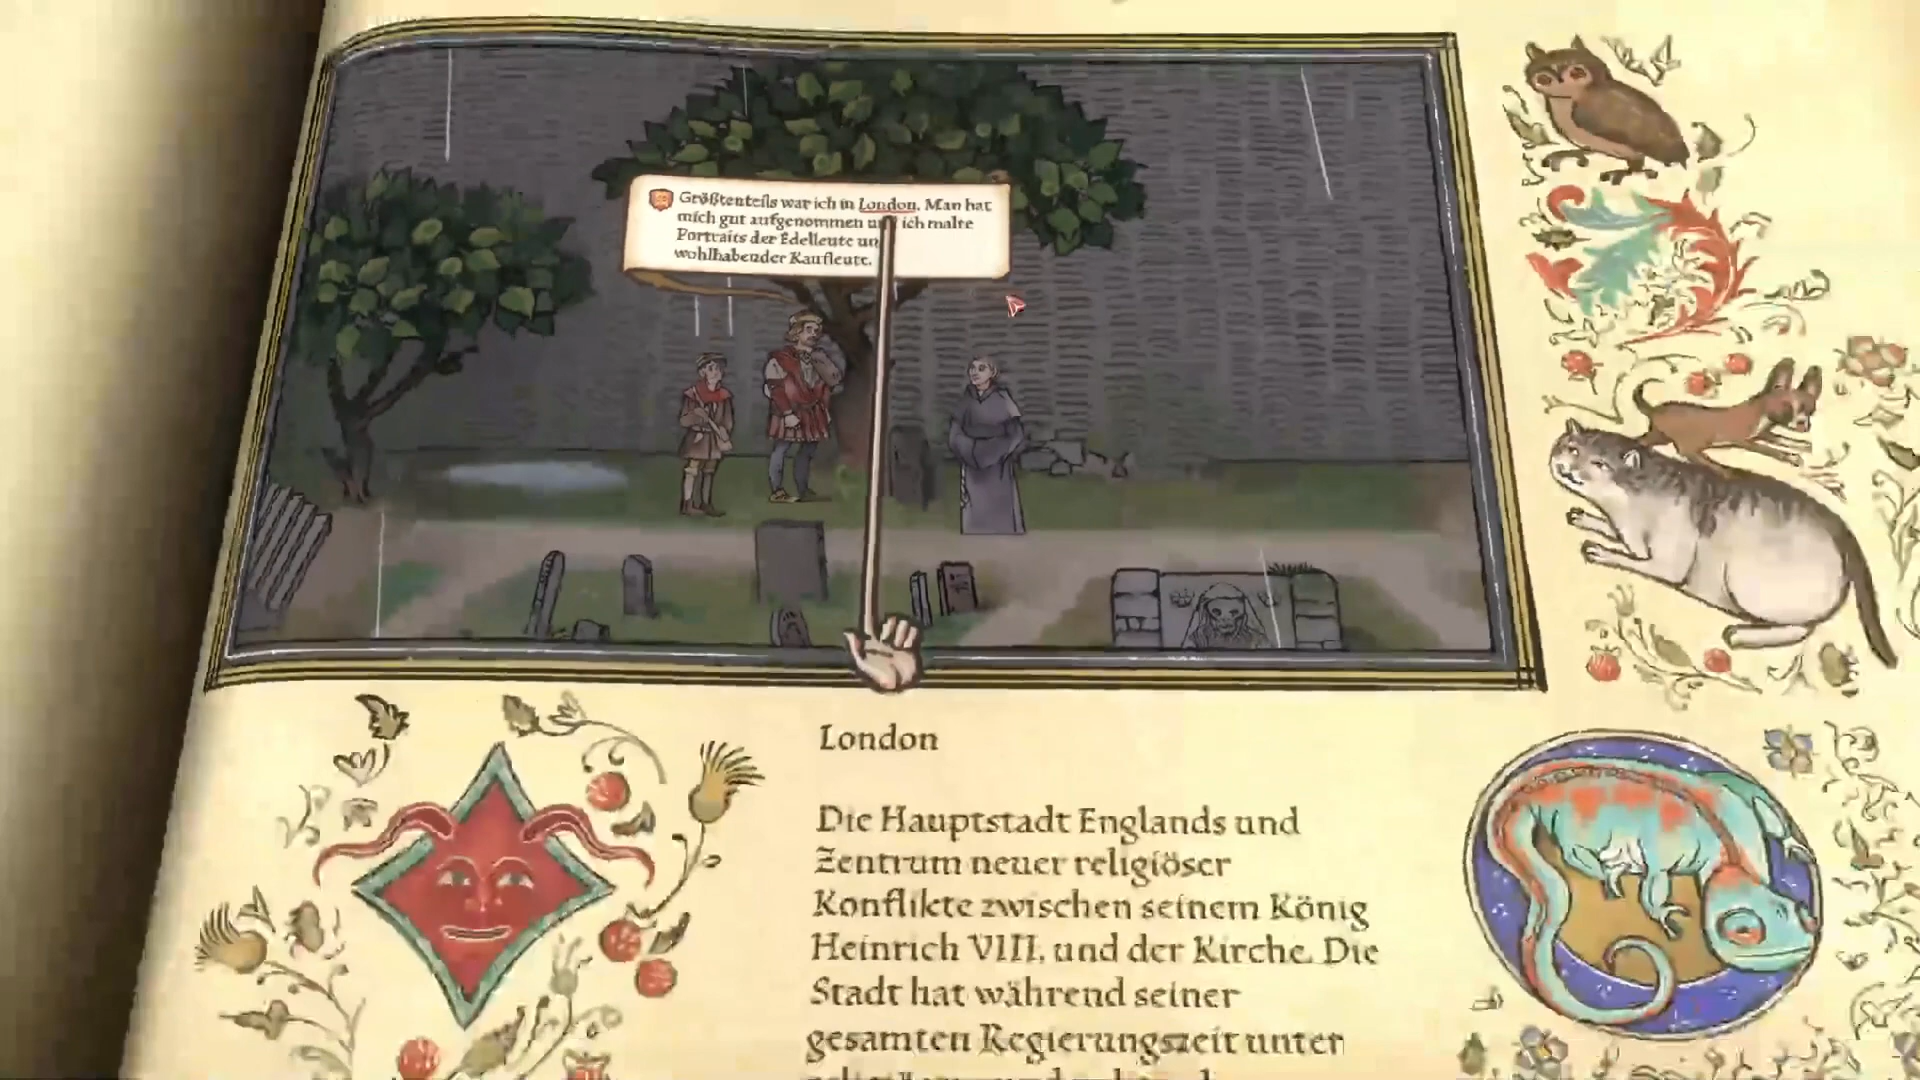 Größtenteils war ich in London. Man hat
mich gut aufgenommen und ich malte
Portraits der Edelleute und
wohlhabender Kaufleute.
London
Die Hauptstadt Englands und
Zentrum neuer religiöser
Konflikte zwischen seinem König
Heinrich VIII. und der Kirche. Die
Stadt hat während seiner
gesamten Regierungszeit unter